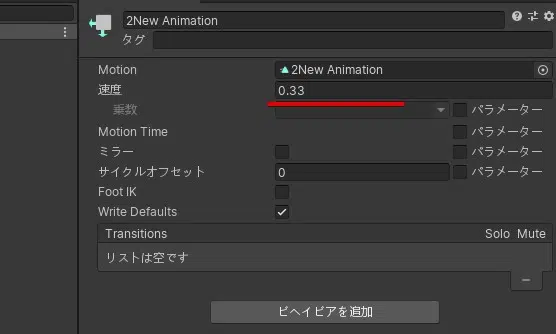 2New Animation
タグ
Motion 2New Animation
速度 0.33
乗数 パラメーター
Motion Time パラメーター
ミラー パラメーター
サイクルオフセット 0 パラメーター
Foot IK
Write Defaults
Transitions Solo Mute
リストは空です
ビヘイビアを追加